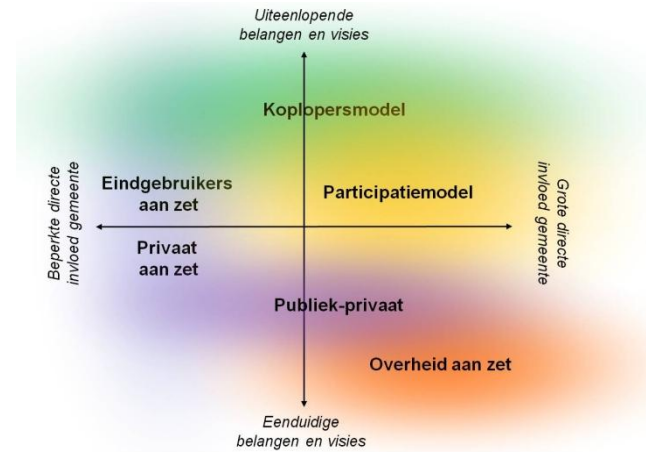 Uiteenlopende
belangen en visies
Koplopersmodel
Eindgebruikers
aan zet
Participatiemodel
Beperkte directe
invloed gemeente
Grote directe
invloed gemeente
Privaat
aan zet
Publiek-privaat
Overheid aan zet
Eenduidige
belangen en visies